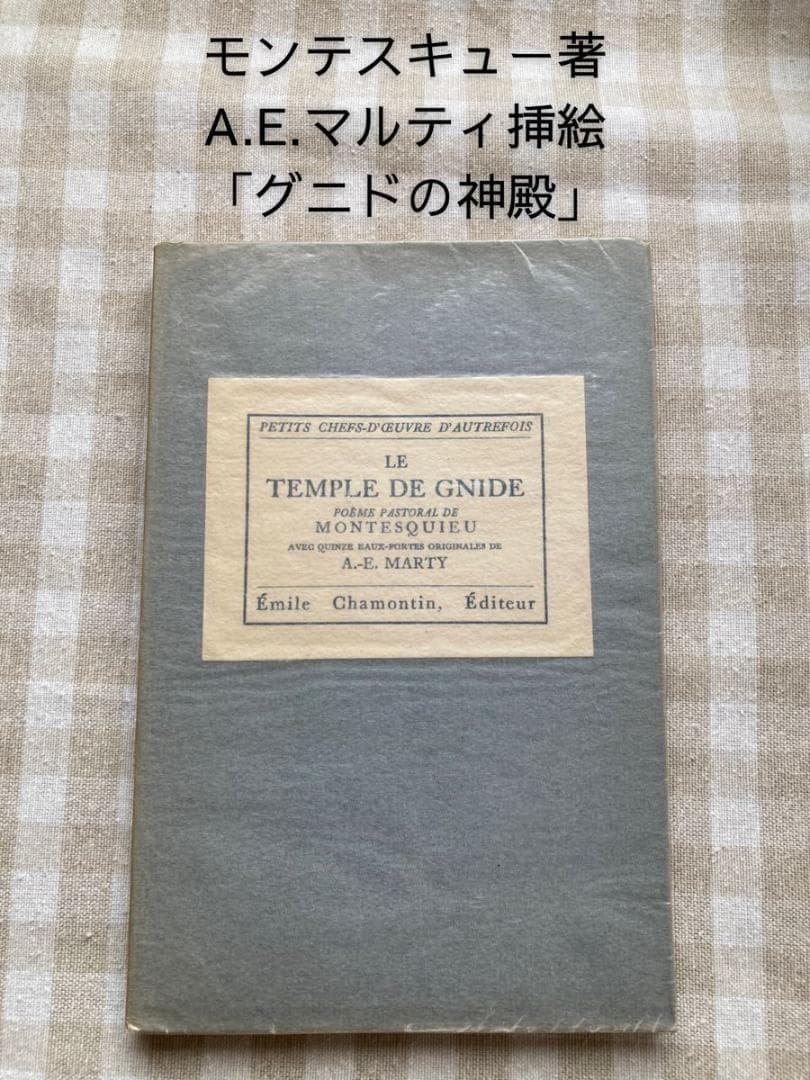 モンテスキュー著
A.E.マルティ挿絵
「グニドの神殿」
PETITS CHEFS-D'ŒUVRE D'AUTREFOIS
LE
TEMPLE DE GNIDE
POÈME PASTORAL DE
MONTESQUIEU
AVEC QUINZE EAUX-FORTES ORIGINALES DE
A.-E. MARTY
Émile Chamontin, Éditeur